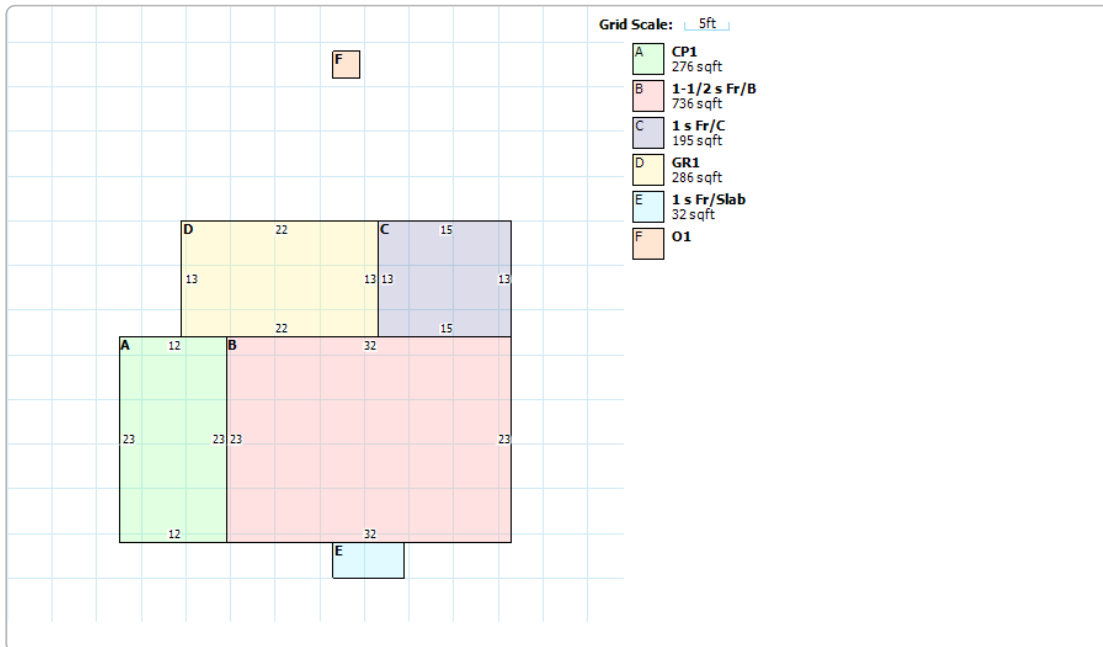 Grid Scale: 5ft
A CP1
276 sqft
B 1-1/2 s Fr/B
736 sqft
C 1 s Fr/C
195 sqft
D GR1
286 sqft
E 1 s Fr/Slab
32 sqft
F O1
F
D 22 C 15
13 13 13 13
22 15
A 12 B 32
23 23 23 23
12 32
E